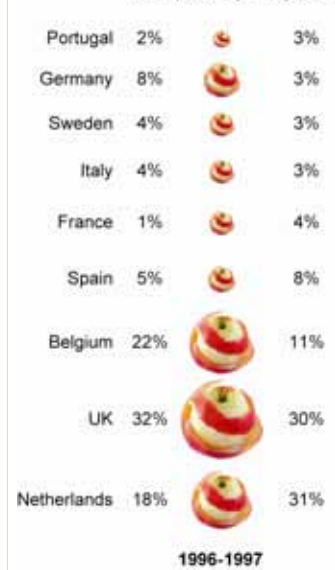 Portugal 2% 3%
Germany 8% 3%
Sweden 4% 3%
Italy 4% 3%
France 1% 4%
Spain 5% 8%
Belgium 22% 11%
UK 32% 30%
Netherlands 18% 31%
1996-1997